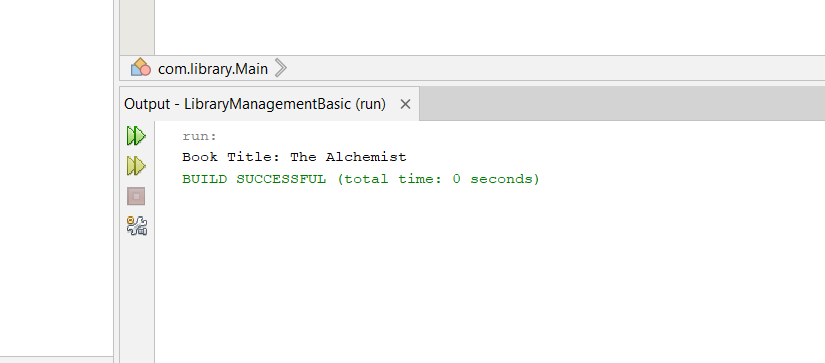 com.library.Main
Output - LibraryManagementBasic (run)
run:
Book Title: The Alchemist
BUILD SUCCESSFUL (total time: 0 seconds)